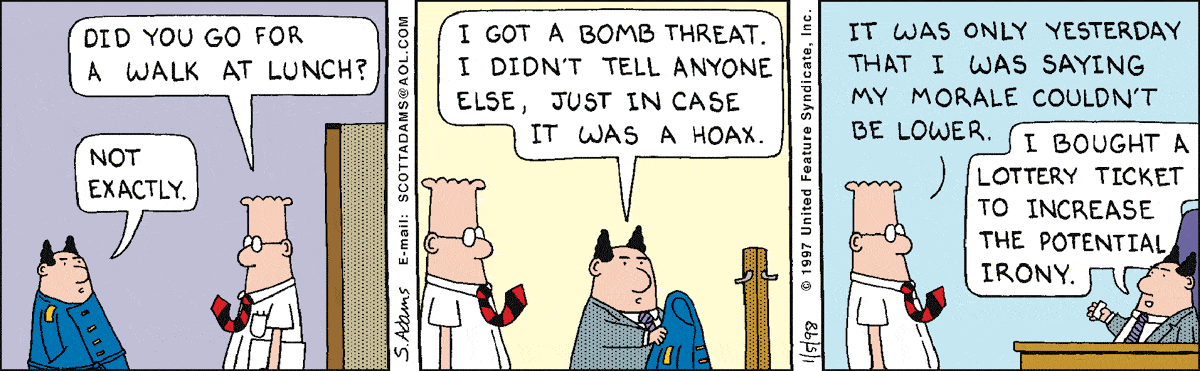 DID YOU GO FOR
A WALK AT LUNCH?
NOT
EXACTLY.
S. Adams
E-mail: SCOTTADAMS@AOL.COM
I GOT A BOMB THREAT.
I DIDN'T TELL ANYONE
ELSE, JUST IN CASE
IT WAS A HOAX.
1/5/98
© 1997 United Feature Syndicate, Inc.
IT WAS ONLY YESTERDAY
THAT I WAS SAYING
MY MORALE COULDN'T
BE LOWER.
I BOUGHT A
LOTTERY TICKET
TO INCREASE
THE POTENTIAL
IRONY.